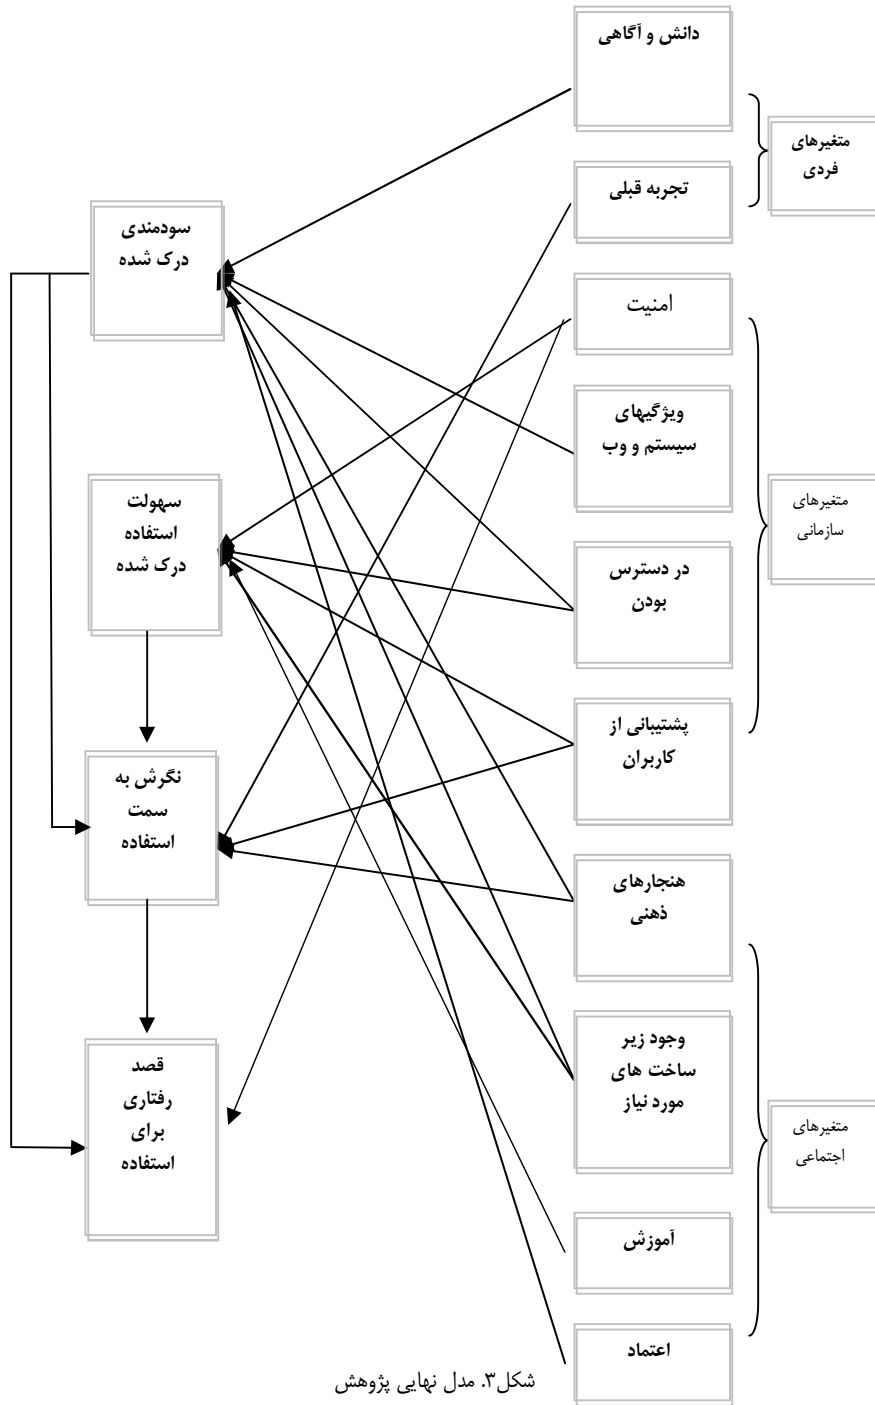 دانش و آگاهی
متغیرهای
فردی
تجربه قبلی
سودمندی
درک شده
امنیت
ویژگیهای
سیستم و وب
متغیرهای
سازمانی
سهولت
استفاده
درک شده
در دسترس
بودن
پشتیبانی از
کاربران
نگرش به
سمت
استفاده
هنجارهای
ذهنی
وجود زیر
ساخت های
مورد نیاز
قصد
رفتاری
برای
استفاده
متغیرهای
اجتماعی
آموزش
اعتماد
شکل۳. مدل نهایی پژوهش